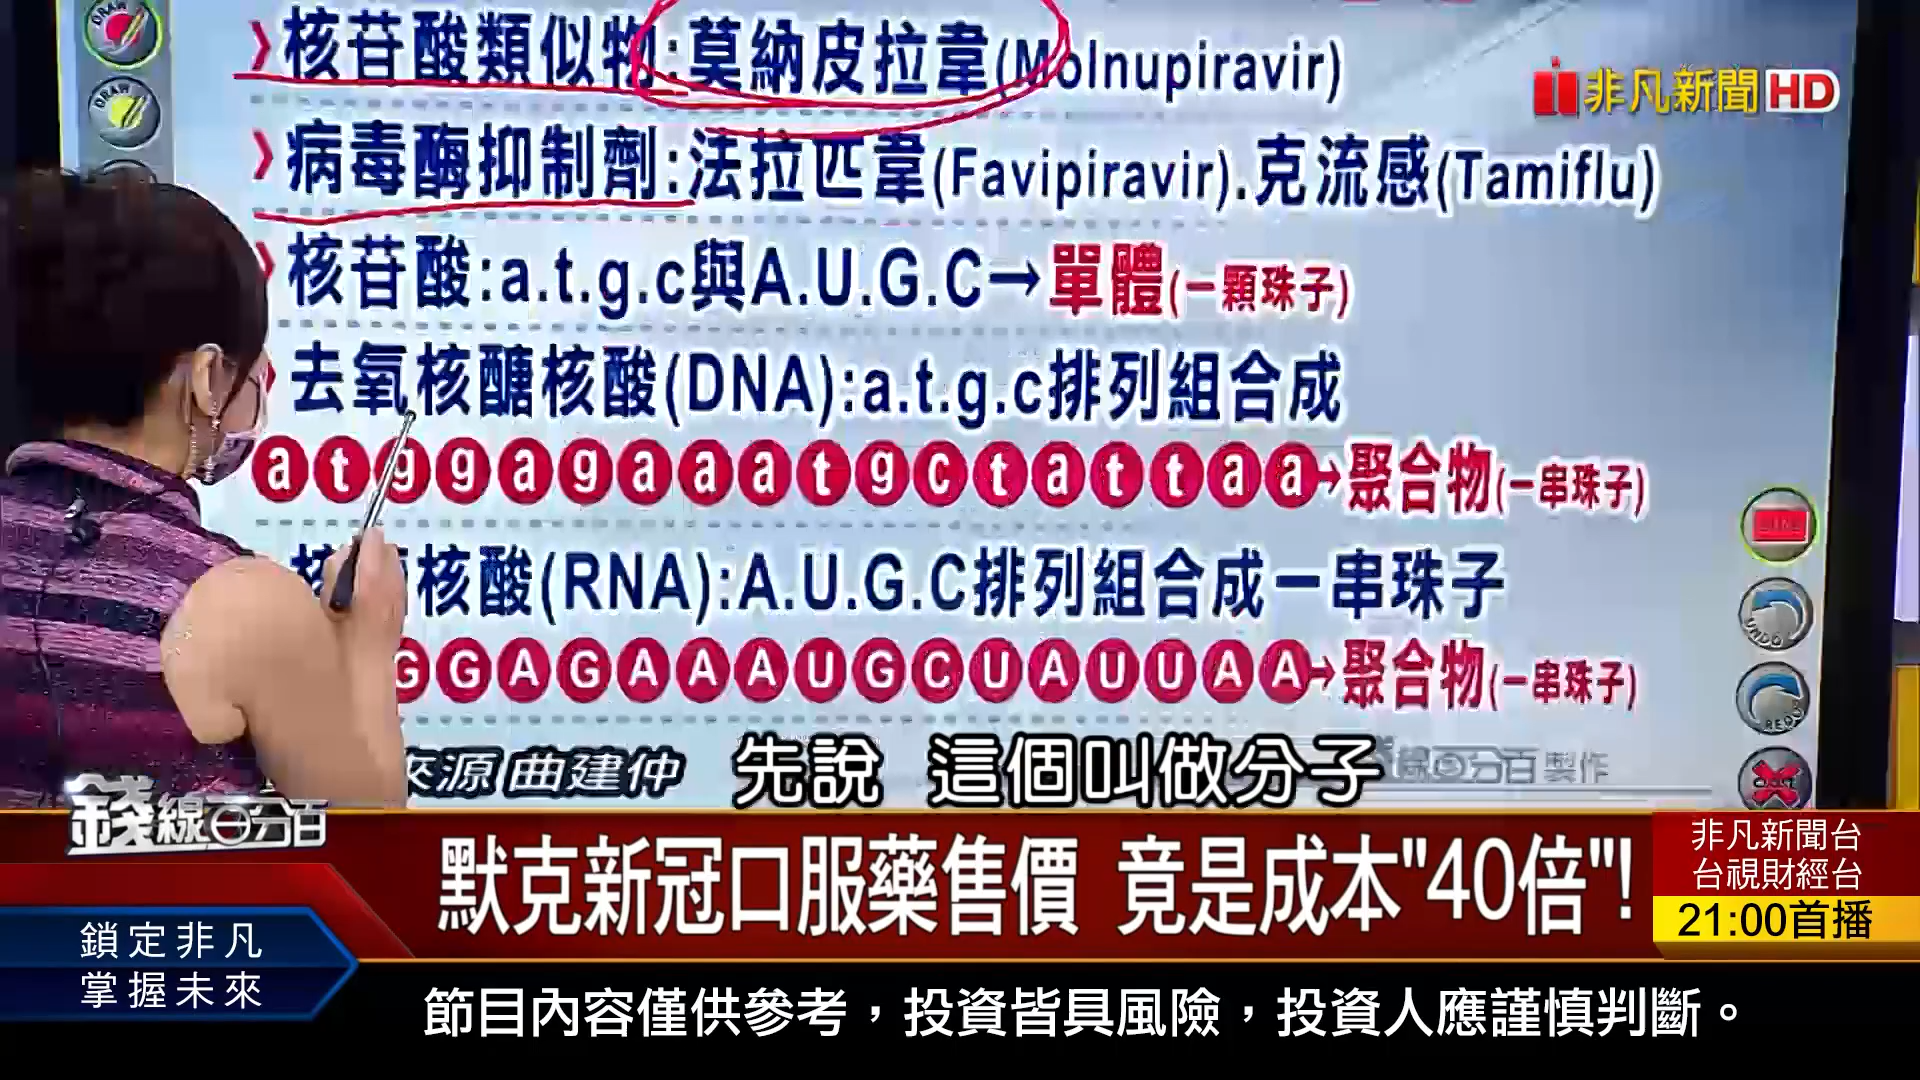 核苷酸類似物:莫納皮拉韋(Molnupiravir)
非凡新聞HD
病毒酶抑制劑:法拉匹韋(Favipiravir).克流感(Tamiflu)
核苷酸:a.t.g.c與A.U.G.C→單體(一顆珠子)
去氧核醣核酸(DNA):a.t.g.c排列組合成
atggagaaatgctattaa→聚合物(一串珠子)
核酸(RNA):A.U.G.C排列組合成一串珠子
GGAGAAAUGCUAUUAA→聚合物(一串珠子)
來源 曲建仲
先說 這個叫做分子
錢線百分百製作
DRAW
DRAW
LINE
UNDO
REDO
錢線百分百
默克新冠口服藥售價 竟是成本"40倍"!
非凡新聞台
台視財經台
21:00首播
鎖定非凡
掌握未來
節目內容僅供參考，投資皆具風險，投資人應謹慎判斷。